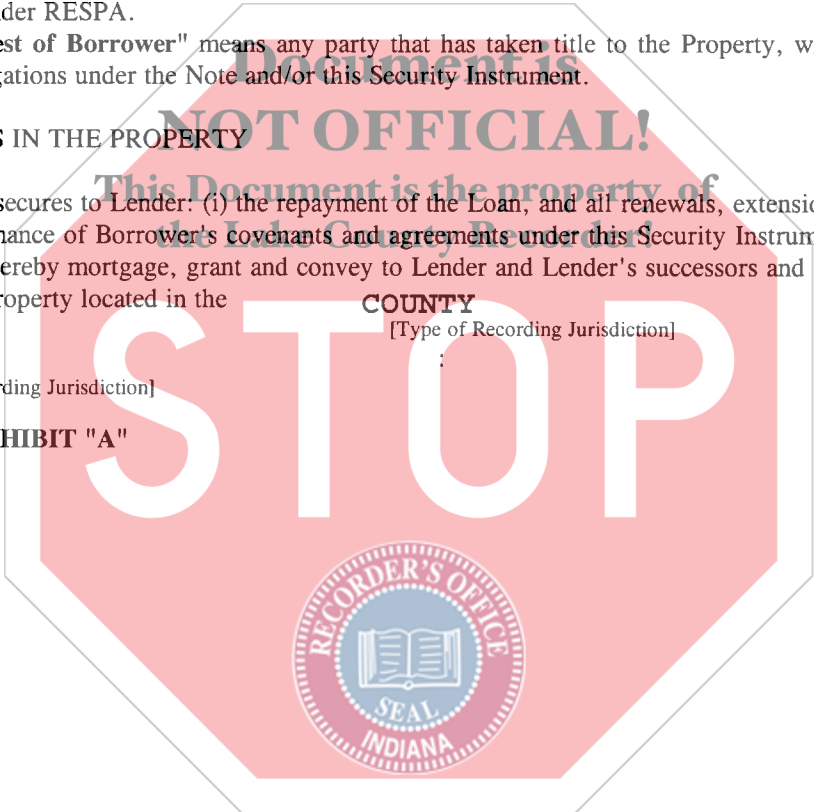 der RESPA.
est of Borrower" means any party that has taken title to the Property, w
gations under the Note and/or this Security Instrument.
Document is
NOT OFFICIAL!
S IN THE PROPERTY
This Document is the property of
the Lake County Recorder!
secures to Lender: (i) the repayment of the Loan, and all renewals, extensio
nance of Borrower's covenants and agreements under this Security Instrum
ereby mortgage, grant and convey to Lender and Lender's successors and
roperty located in the COUNTY
[Type of Recording Jurisdiction]
:
rding Jurisdiction]
HIBIT "A"
STOP
RECORDER'S OFFICE
SEAL
INDIANA